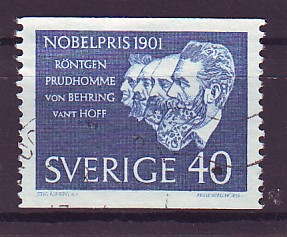 NOBELPRIS 1901
RÖNTGEN
PRUDHOMME
VON BEHRING
VANT HOFF
SVERIGE 40